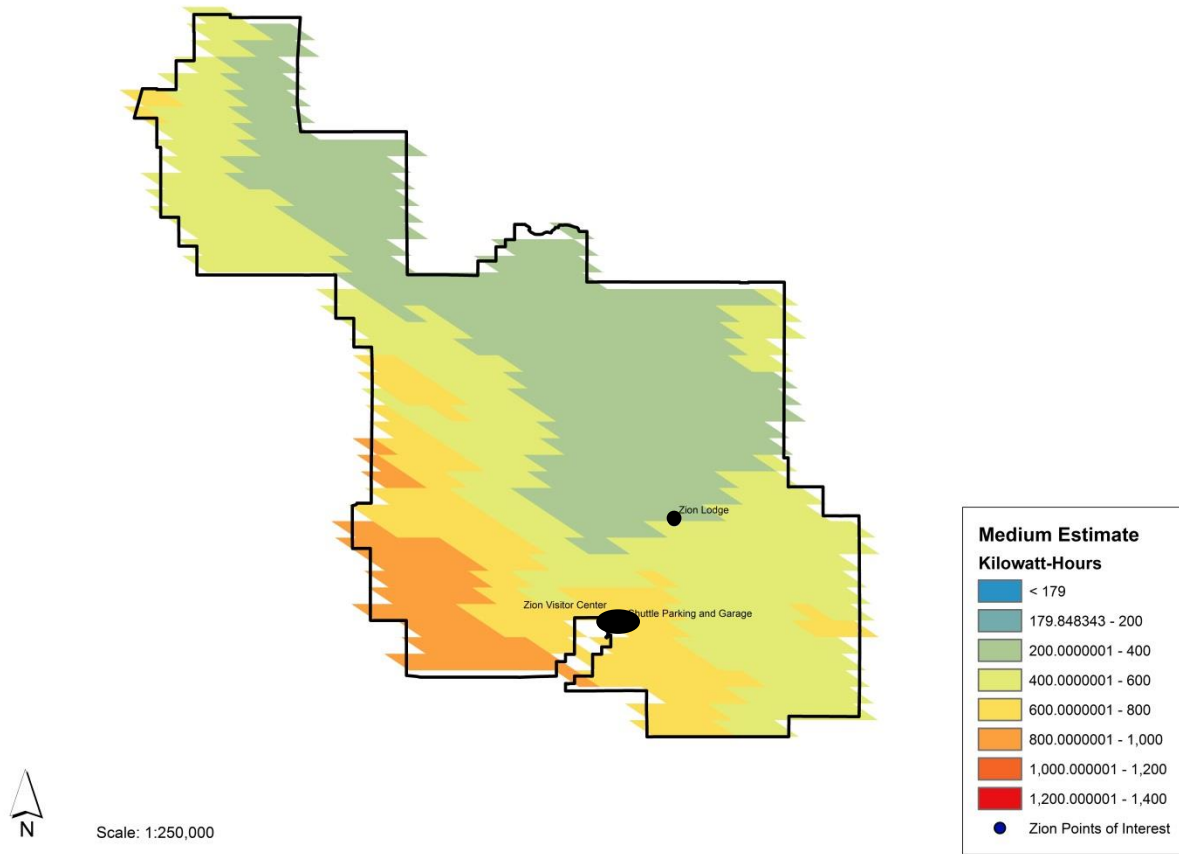 Zion Lodge
Zion Visitor Center
Shuttle Parking and Garage
Medium Estimate
Kilowatt-Hours
< 179
179.848343 - 200
200.0000001 - 400
400.0000001 - 600
600.0000001 - 800
800.0000001 - 1,000
1,000.000001 - 1,200
1,200.000001 - 1,400
Zion Points of Interest
N
Scale: 1:250,000